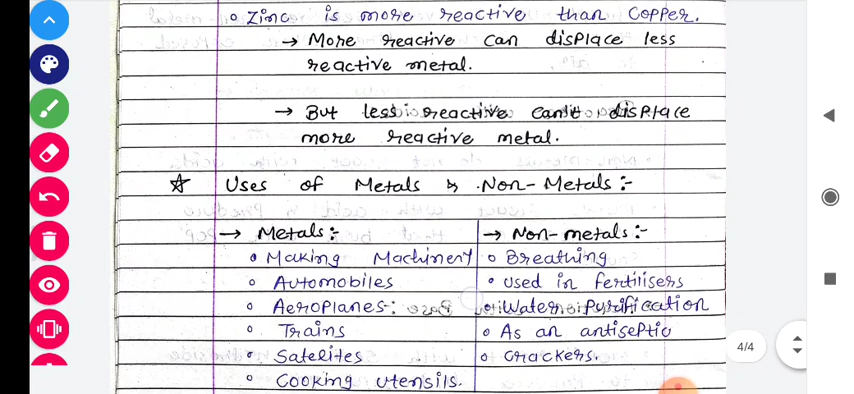 Zinc is more reactive than Copper.
→ More reactive can displace less
reactive metal.
→ But less reactive can't displace
more reactive metal.
☆ Uses of Metals & Non-Metals :-
→ Metals :-
• Making Machinery
• Automobiles
• Aeroplanes
• Trains
• Satelites
• Cooking utensils.
→ Non-metals :-
• Breathing
• used in fertilisers
• Water Purification
• As an antiseptic
• Crackers.
4/4